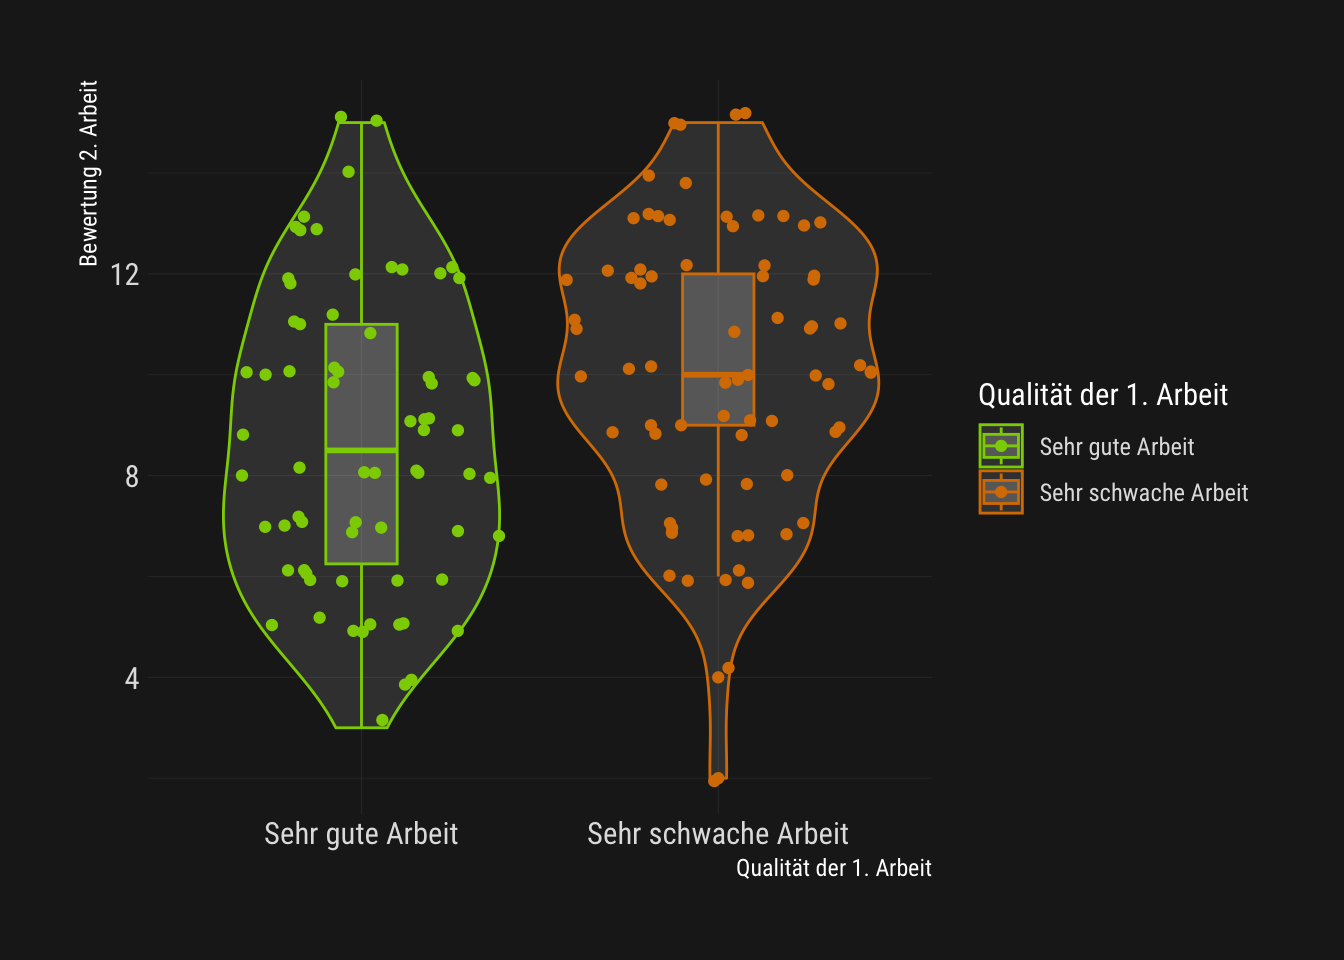 Bewertung 2. Arbeit
12
8
4
Sehr gute Arbeit
Sehr schwache Arbeit
Qualität der 1. Arbeit
Qualität der 1. Arbeit
Sehr gute Arbeit
Sehr schwache Arbeit